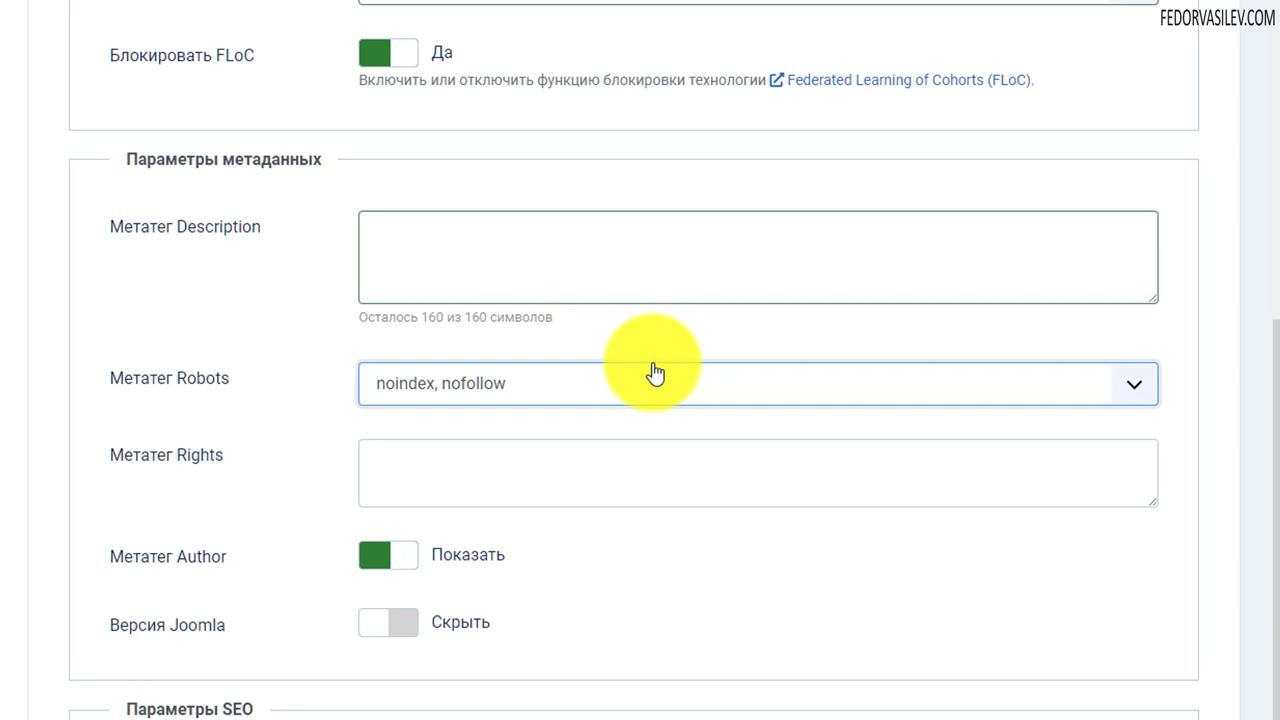 FEDORVASILEV.COM
Блокировать FLoC
Да
Включить или отключить функцию блокировки технологии Federated Learning of Cohorts (FLoC).
Параметры метаданных
Метатег Description
Осталось 160 из 160 символов
Метатег Robots
noindex, nofollow
Метатег Rights
Метатег Author
Показать
Версия Joomla
Скрыть
Параметры SEO